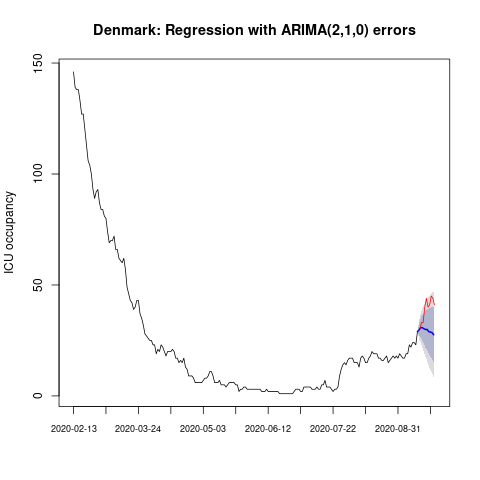 Denmark: Regression with ARIMA(2,1,0) errors
ICU occupancy
150
100
50
0
2020-02-13 2020-03-24 2020-05-03 2020-06-12 2020-07-22 2020-08-31